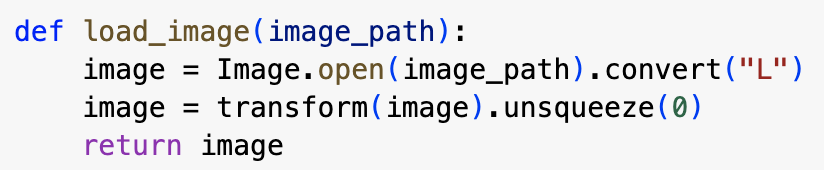 def load_image(image_path):
    image = Image.open(image_path).convert("L")
    image = transform(image).unsqueeze(0)
    return image